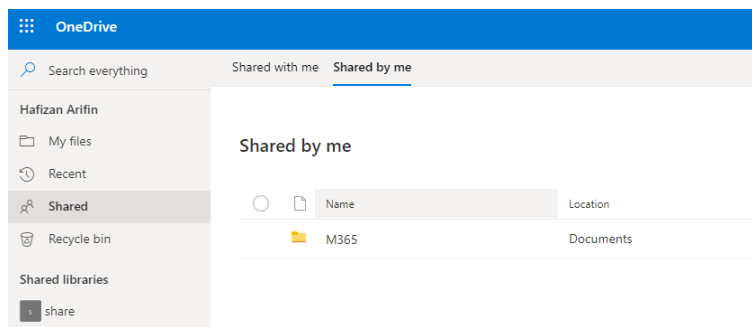 OneDrive
Search everything
Shared with me Shared by me
Hafizan Arifin
My files
Recent
Shared
Recycle bin
Shared libraries
s share
Shared by me
Name Location
M365 Documents